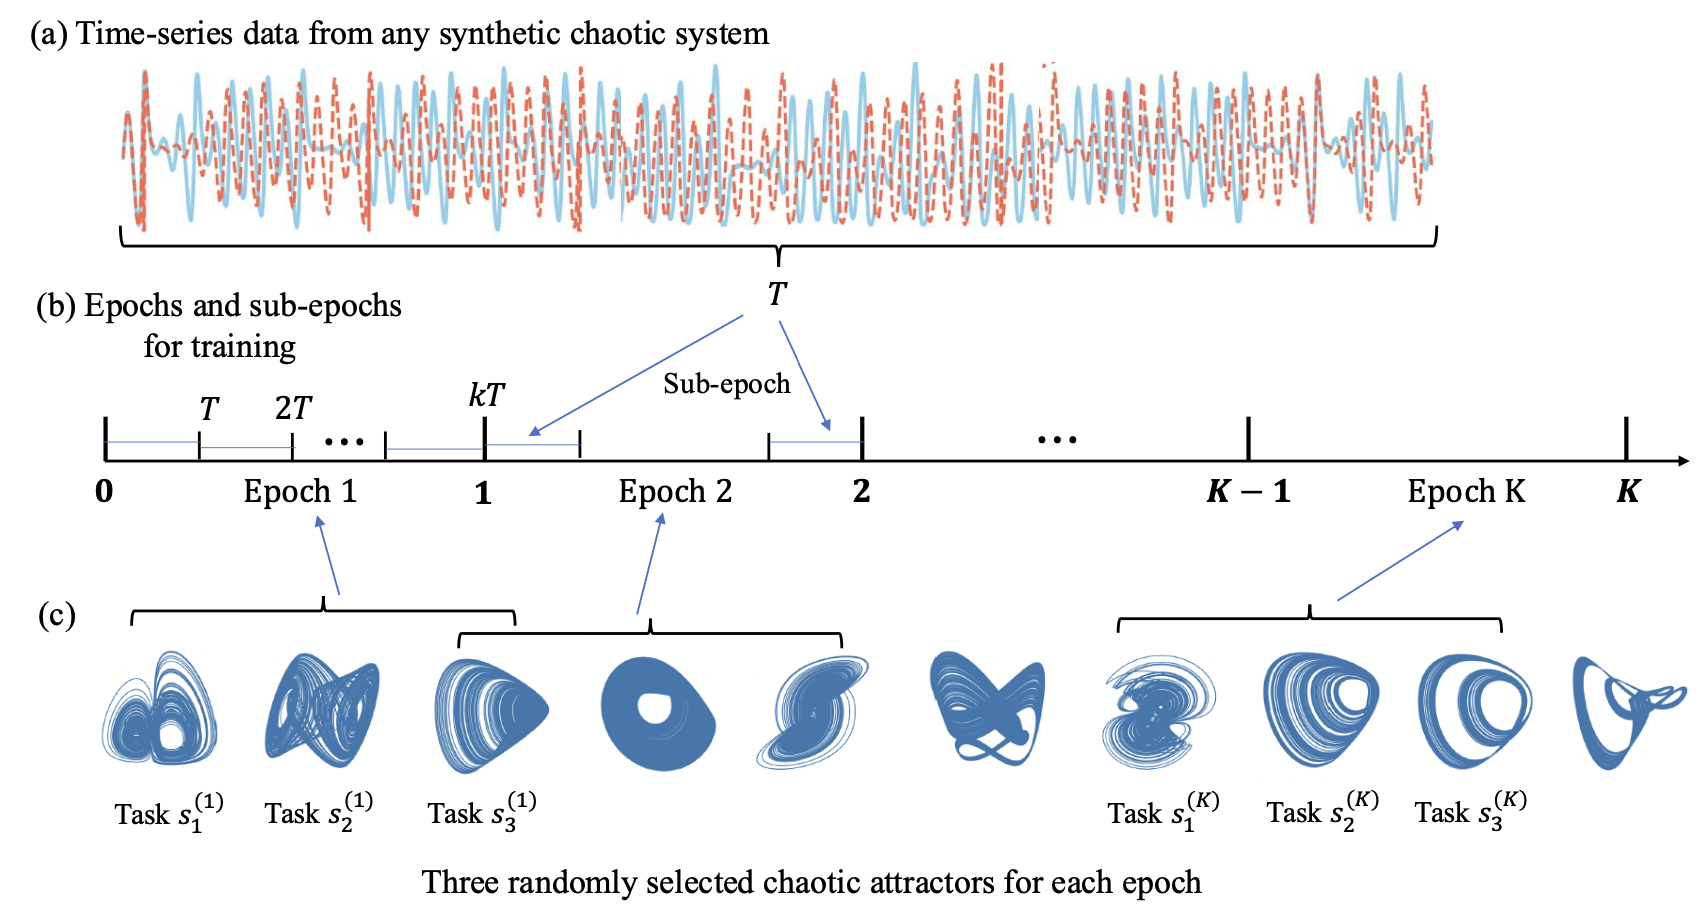 (a) Time-series data from any synthetic chaotic system
T
(b) Epochs and sub-epochs
for training
Sub-epoch
T 2T ••• kT •••
0 Epoch 1 1 Epoch 2 2 K − 1 Epoch K K
(c)
Task s₁⁽¹⁾ Task s₂⁽¹⁾ Task s₃⁽¹⁾ Task s₁⁽ᴷ⁾ Task s₂⁽ᴷ⁾ Task s₃⁽ᴷ⁾
Three randomly selected chaotic attractors for each epoch